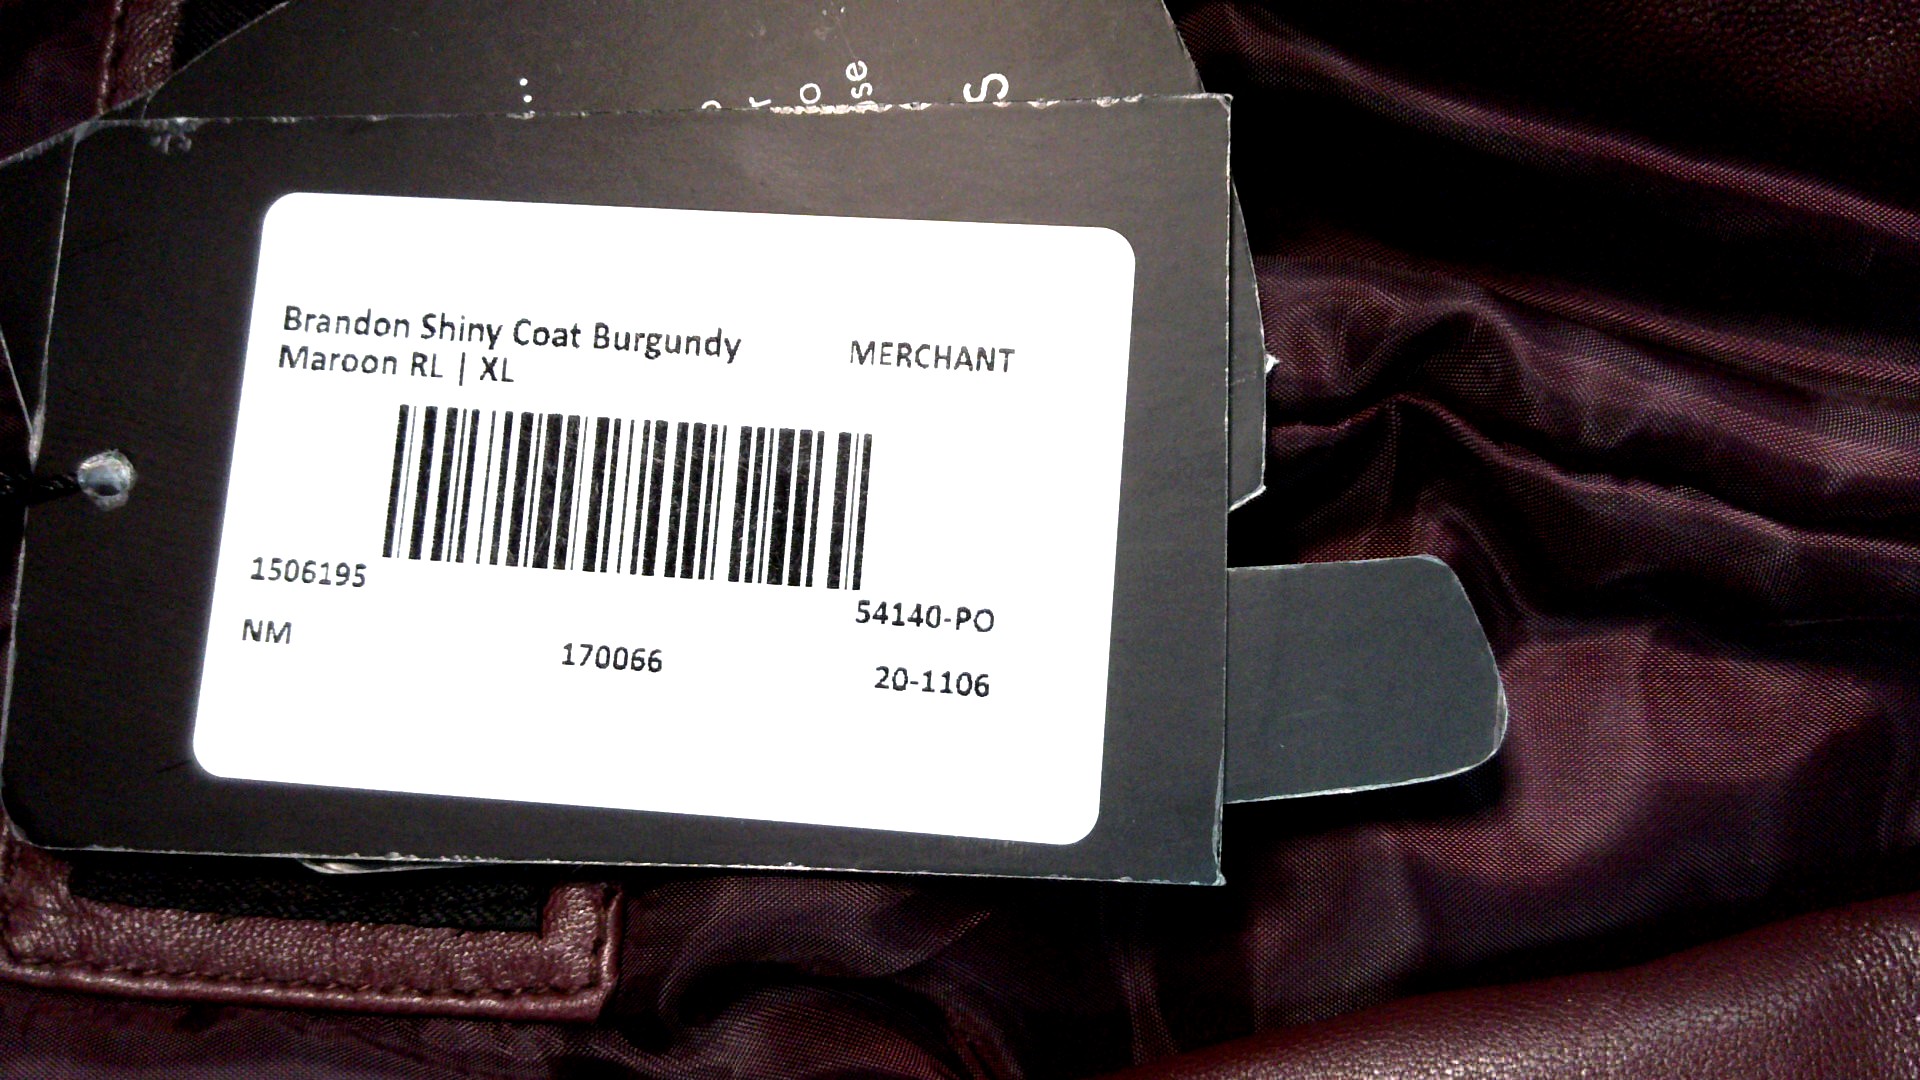 Brandon Shiny Coat Burgundy
Maroon RL | XL
MERCHANT
1506195
54140-PO
NM
170066
20-1106